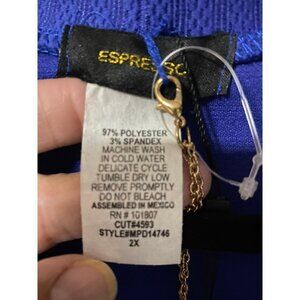 ESPRESSO
97% POLYESTER
3% SPANDEX
MACHINE WASH
IN COLD WATER
DELICATE CYCLE
TUMBLE DRY LOW
REMOVE PROMPTLY
DO NOT BLEACH
ASSEMBLED IN MEXICO
RN # 101807
CUT#4593
STYLE#MPD14746
2X